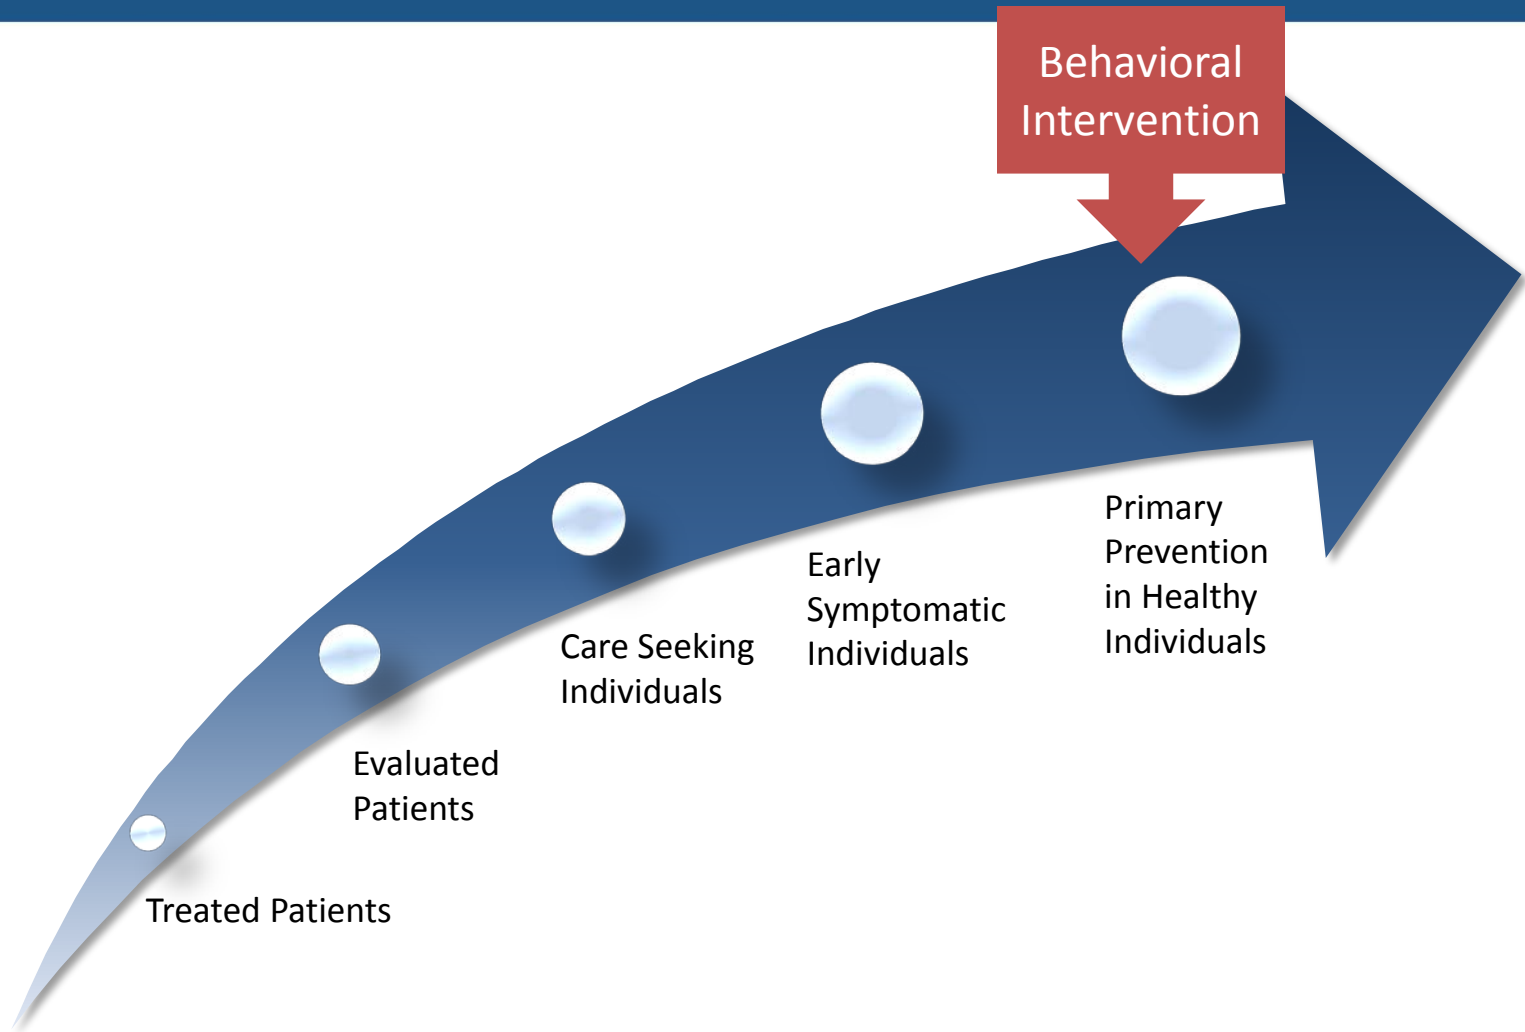 Behavioral
Intervention
Primary
Prevention
in Healthy
Individuals
Early
Symptomatic
Individuals
Care Seeking
Individuals
Evaluated
Patients
Treated Patients